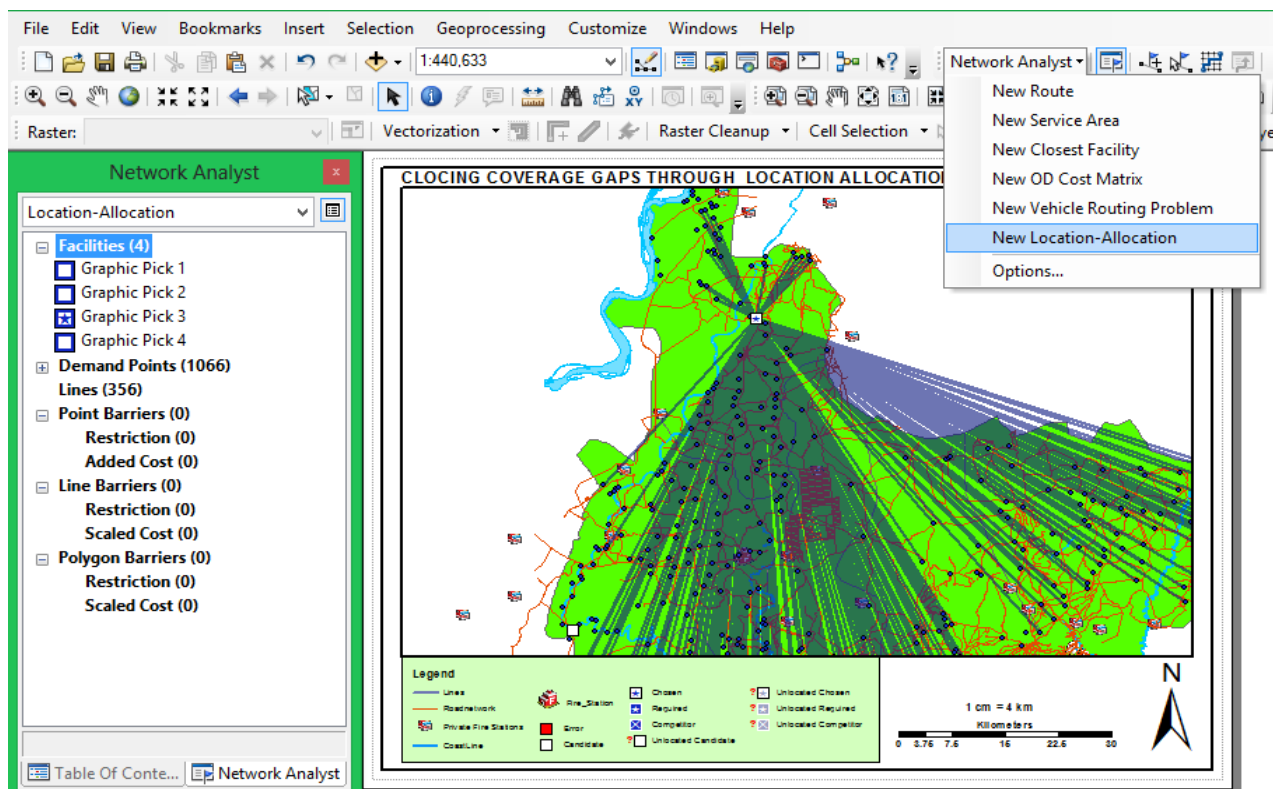 File Edit View Bookmarks Insert Selection Geoprocessing Customize Windows Help
1:440,633
Network Analyst
New Route
New Service Area
New Closest Facility
New OD Cost Matrix
New Vehicle Routing Problem
New Location-Allocation
Options...
Raster:
Vectorization
Raster Cleanup
Cell Selection
Network Analyst
Location-Allocation
Facilities (4)
Graphic Pick 1
Graphic Pick 2
Graphic Pick 3
Graphic Pick 4
Demand Points (1066)
Lines (356)
Point Barriers (0)
Restriction (0)
Added Cost (0)
Line Barriers (0)
Restriction (0)
Scaled Cost (0)
Polygon Barriers (0)
Restriction (0)
Scaled Cost (0)
Table Of Conte...
Network Analyst
CLOCING COVERAGE GAPS THROUGH LOCATION ALLOCATIO
Legend
Lines
Roadnetwork
Private Fire Stations
CoastLine
Fire_Station
Error
Candidate
Chosen
Required
Competitor
Unlocated Candidate
Unlocated Chosen
Unlocated Required
Unlocated Competitor
1 cm = 4 km
Kilometers
0 3.75 7.5 15 22.5 30
N